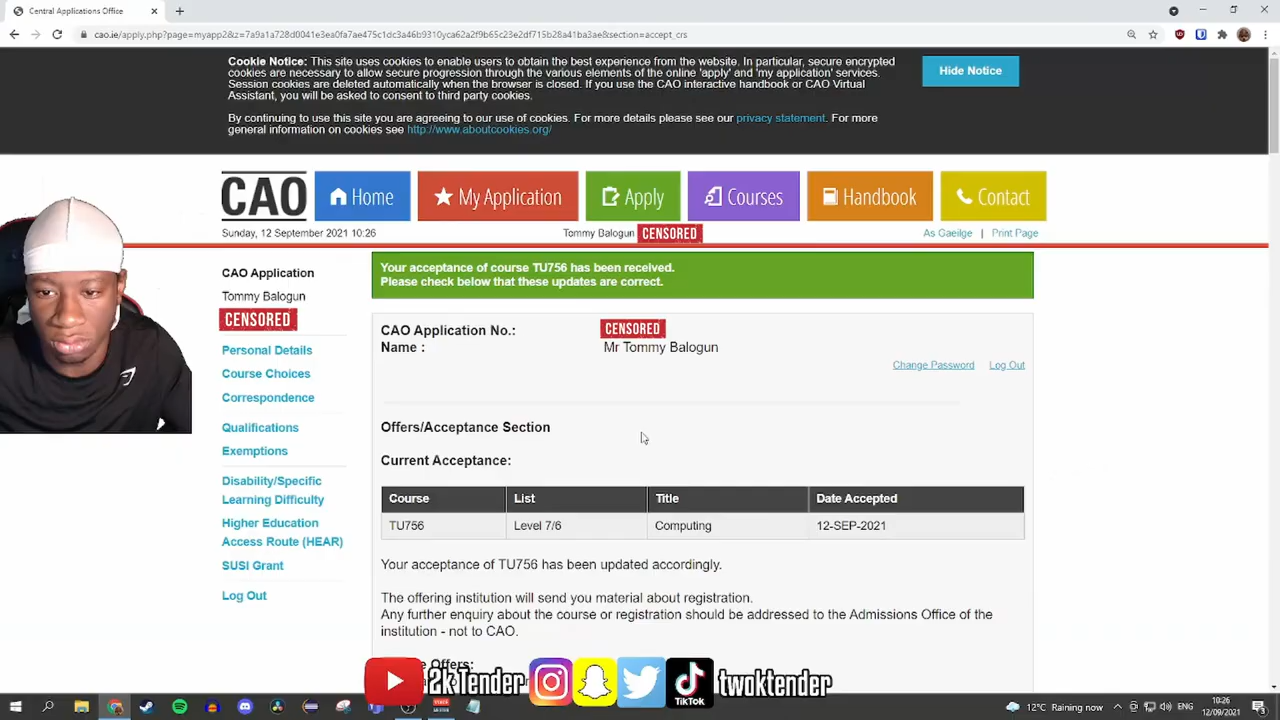 Central Applications Office
cao.ie/apply.php?page=myapp2&z=7a9a1a728d0041e3ea0fa7ae475c1dc3a46b9310yca62a2f9b65c23e2df715b28a41ba3ae&section=accept_crs
Cookie Notice: This site uses cookies to enable users to obtain the best experience from the website. In particular, secure encrypted
cookies are necessary to allow secure progression through the various elements of the online 'apply' and 'my application' services.
Session cookies are deleted automatically when the browser is closed. If you use the CAO interactive handbook or CAO Virtual
Assistant, you will be asked to consent to third party cookies.
Hide Notice
By continuing to use this site you are agreeing to our use of cookies. For more details please see our privacy statement. For more
general information on cookies see http://www.aboutcookies.org/
CAO
Home
My Application
Apply
Courses
Handbook
Contact
Sunday, 12 September 2021 10:26
Tommy Balogun CENSORED
As Gaeilge | Print Page
CAO Application
Tommy Balogun
CENSORED
Personal Details
Course Choices
Correspondence
Qualifications
Exemptions
Disability/Specific
Learning Difficulty
Higher Education
Access Route (HEAR)
SUSI Grant
Log Out
Your acceptance of course TU756 has been received.
Please check below that these updates are correct.
CAO Application No.: CENSORED
Name : Mr Tommy Balogun
Change Password Log Out
Offers/Acceptance Section
Current Acceptance:
Course List Title Date Accepted
TU756 Level 7/6 Computing 12-SEP-2021
Your acceptance of TU756 has been updated accordingly.
The offering institution will send you material about registration.
Any further enquiry about the course or registration should be addressed to the Admissions Office of the
institution - not to CAO.
Offers:
2k Tender
TikTok
twoktender
12°C Raining now
ENG
10:26
12/09/2021